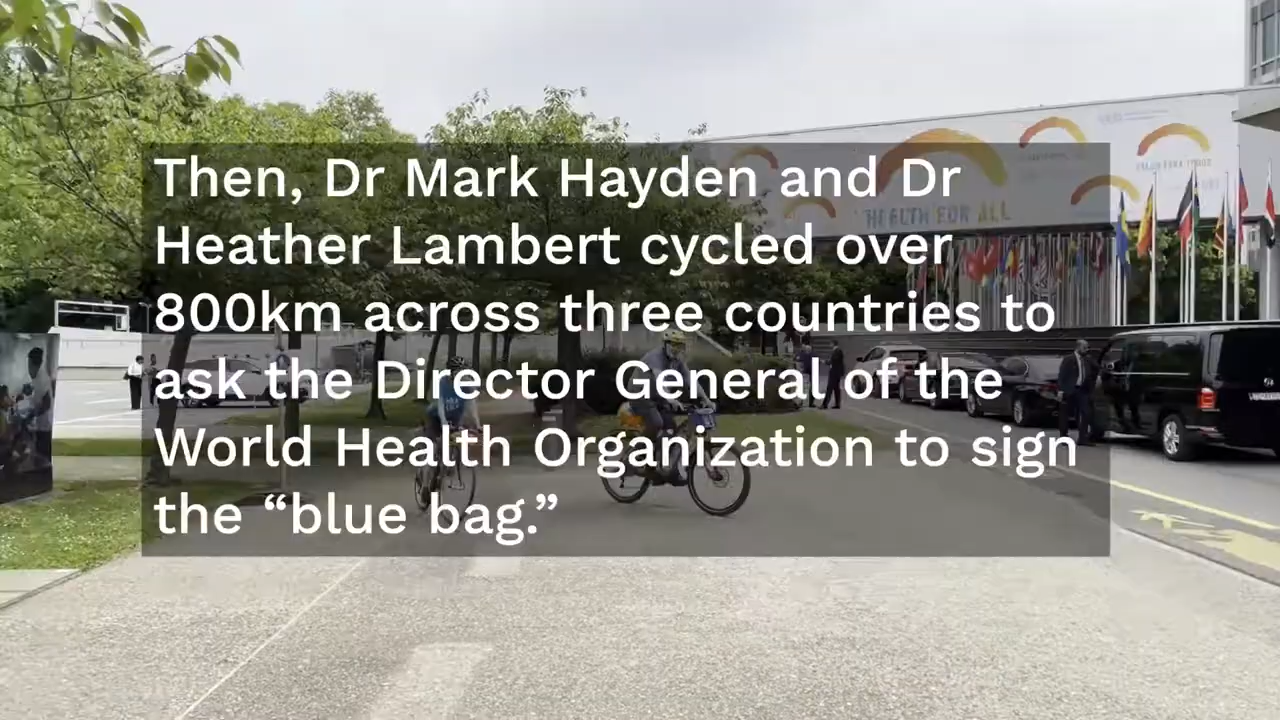 Then, Dr Mark Hayden and Dr
Heather Lambert cycled over
800km across three countries to
ask the Director General of the
World Health Organization to sign
the “blue bag.”
HEALTH FOR ALL